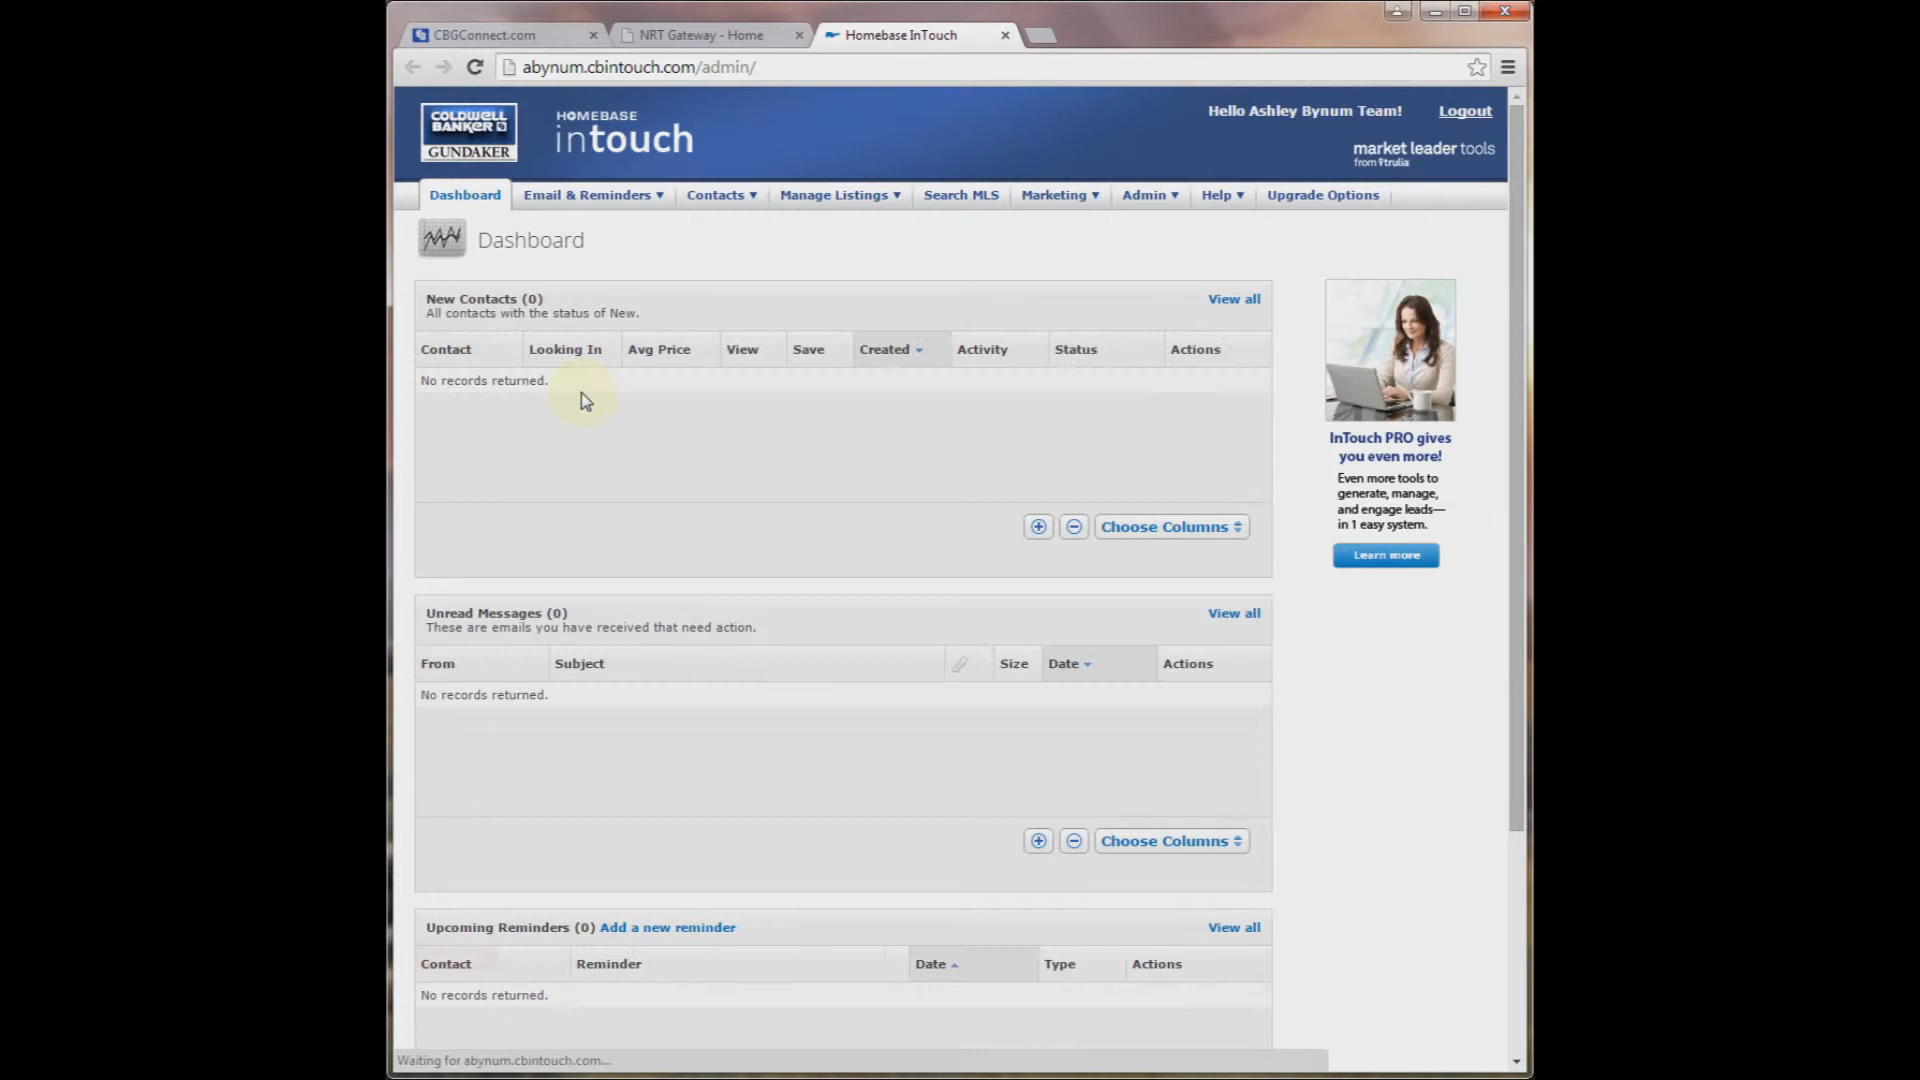 CBGConnect.com
NRT Gateway - Home
Homebase InTouch
abynum.cbintouch.com/admin/
COLDWELL
BANKER
GUNDAKER
HOMEBASE
intouch
Hello Ashley Bynum Team!
Logout
market leader tools
from trulia
Dashboard
Email & Reminders
Contacts
Manage Listings
Search MLS
Marketing
Admin
Help
Upgrade Options
Dashboard
New Contacts (0)
View all
All contacts with the status of New.
Contact
Looking In
Avg Price
View
Save
Created
Activity
Status
Actions
No records returned.
Choose Columns
InTouch PRO gives
you even more!
Even more tools to
generate, manage,
and engage leads—
in 1 easy system.
Learn more
Unread Messages (0)
View all
These are emails you have received that need action.
From
Subject
Size
Date
Actions
No records returned.
Choose Columns
Upcoming Reminders (0) Add a new reminder
View all
Contact
Reminder
Date
Type
Actions
No records returned.
Waiting for abynum.cbintouch.com...